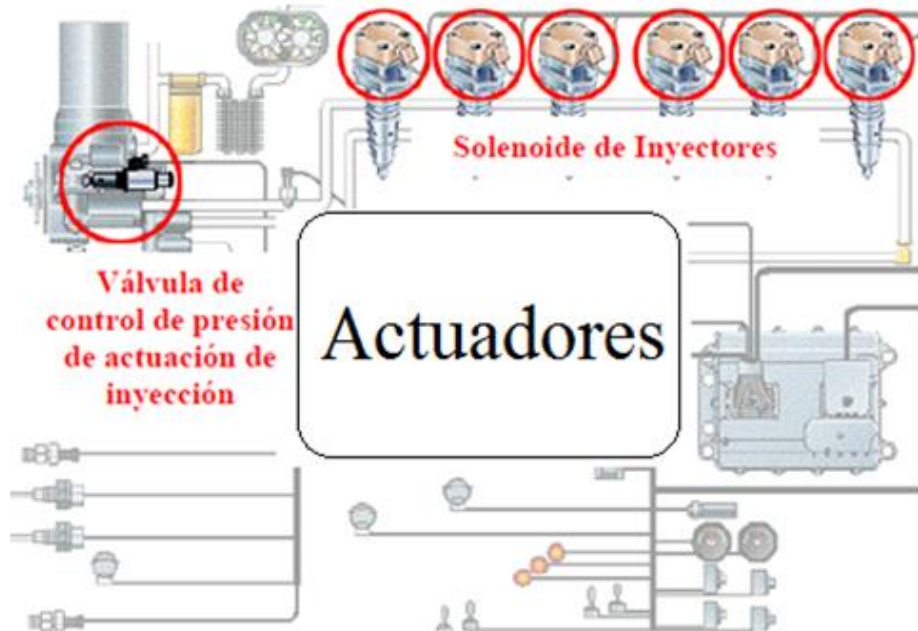 Solenoide de Inyectores
Válvula de
control de presión
de actuación de
inyección
Actuadores